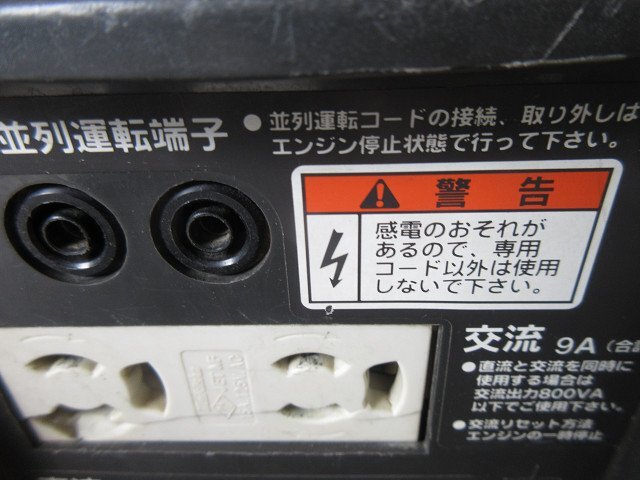 並列運転端子
●並列運転コードの接続、取り外しは
エンジン停止状態で行って下さい。
警告
感電のおそれが
あるので、専用
コード以外は使用
しないで下さい。
交流 9A
●直流と交流を同時に
使用する場合は
交流出力800VA
以下でご使用下さい。
●交流リセット方法
エンジンの一時停止